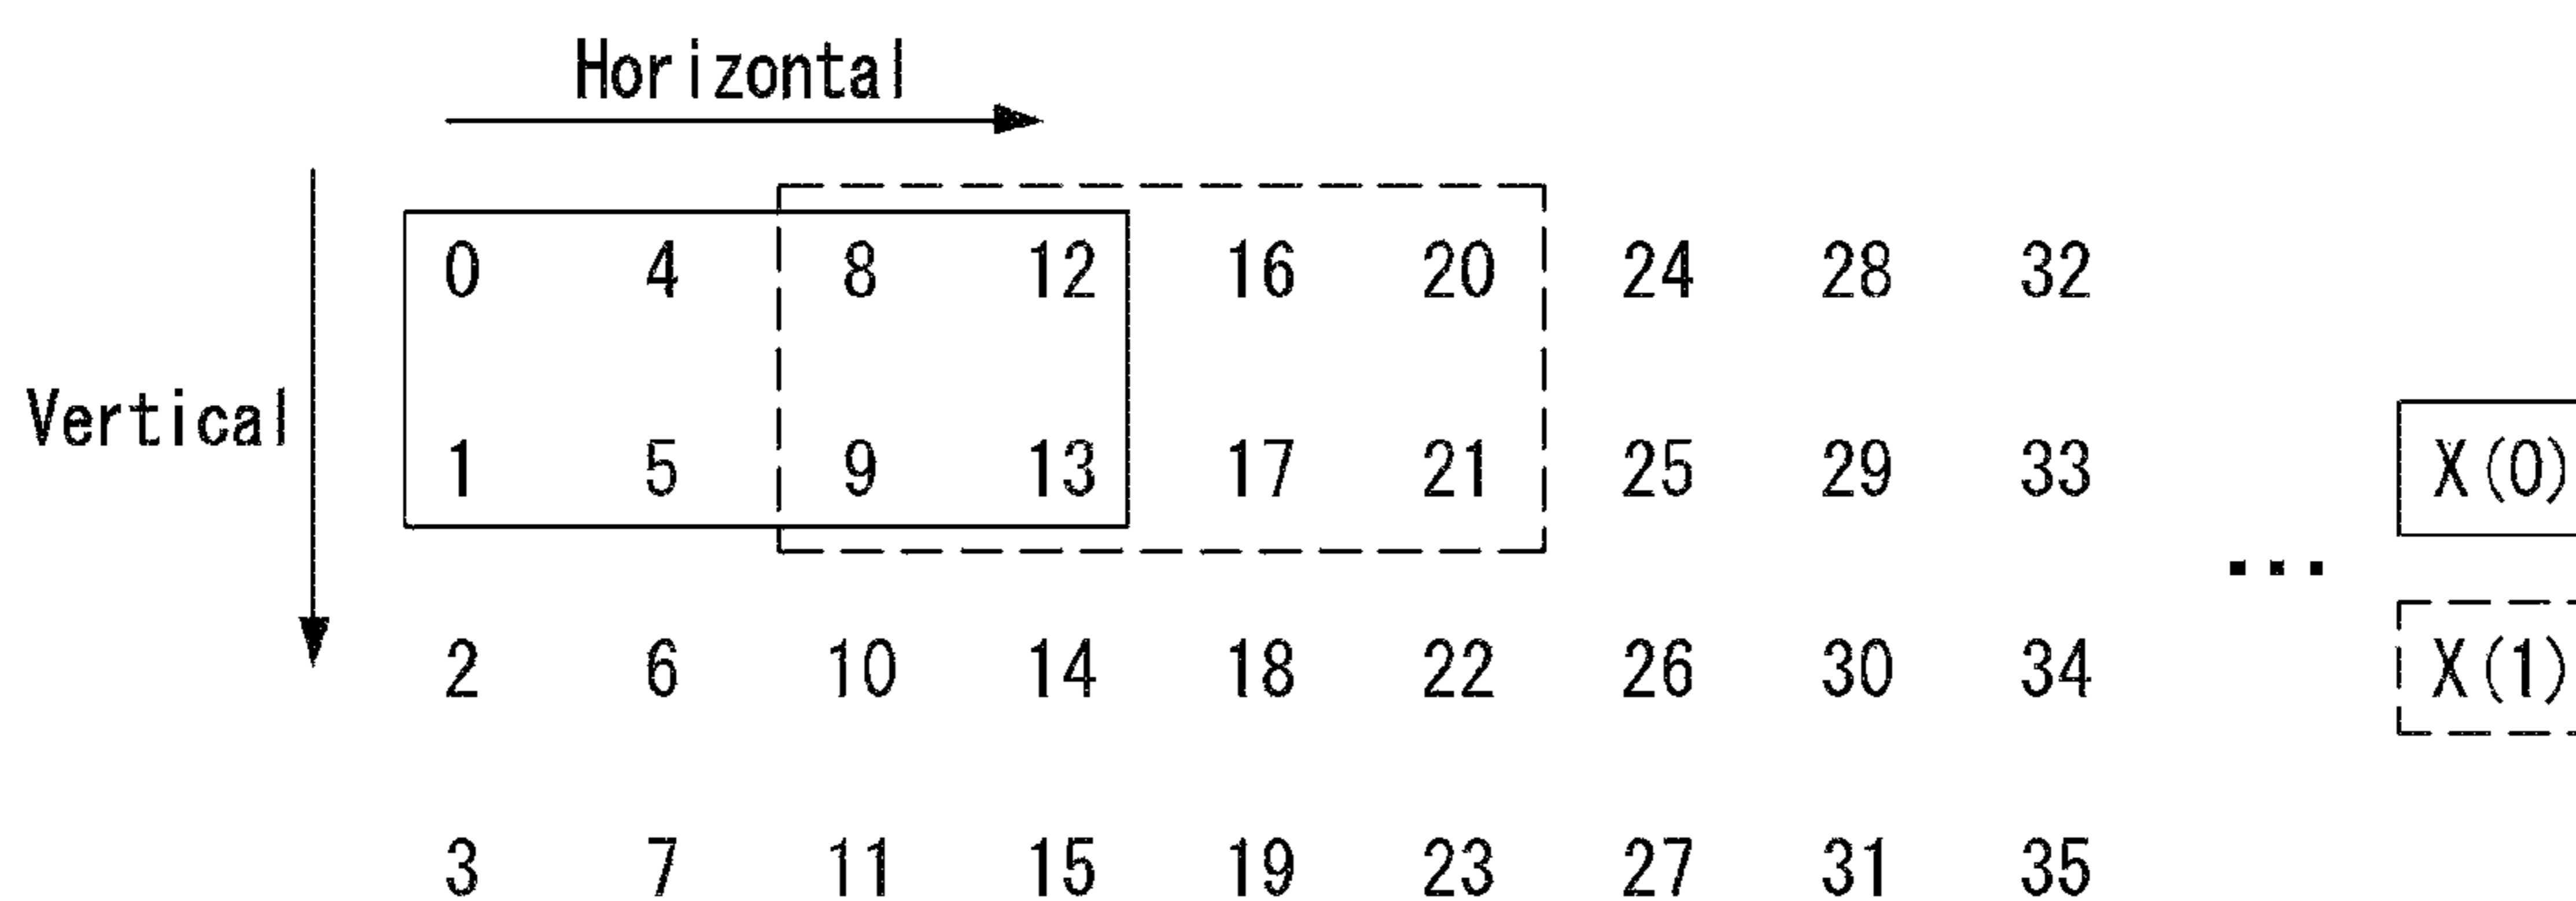 Horizontal
Vertical
0 4 8 12 16 20 24 28 32
1 5 9 13 17 21 25 29 33
2 6 10 14 18 22 26 30 34
3 7 11 15 19 23 27 31 35
...
X(0)
X(1)